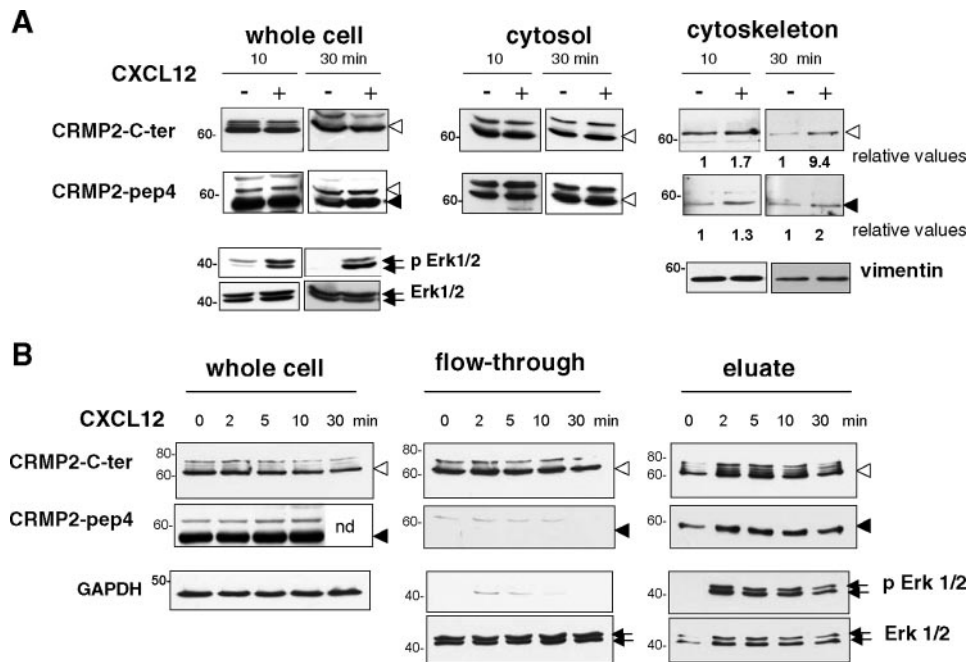 A
whole cell cytosol cytoskeleton
10 30 min 10 30 min 10 30 min
CXCL12
- + - + - + - + - + - +
CRMP2-C-ter 60- 60- 60-
relative values
1 1.7 1 9.4
CRMP2-pep4 60- 60- 60-
relative values
1 1.3 1 2
40- p Erk1/2 60- vimentin
40- Erk1/2
B
whole cell flow-through eluate
CXCL12 0 2 5 10 30 min 0 2 5 10 30 min 0 2 5 10 30 min
CRMP2-C-ter 80- 60- 80- 60- 80- 60-
CRMP2-pep4 60- nd 60- 60-
GAPDH 50- 40- 40- p Erk 1/2
40- 40- Erk 1/2